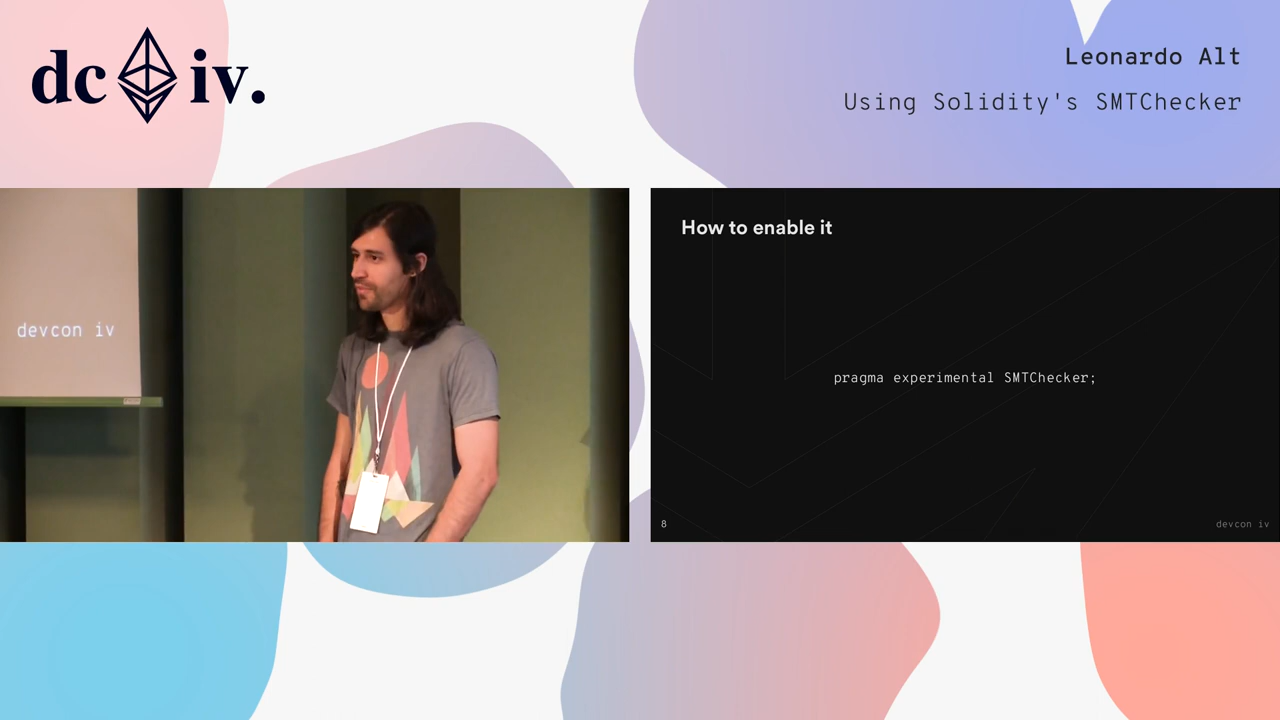 dc iv.
Leonardo Alt
Using Solidity's SMTChecker
devcon iv
How to enable it
pragma experimental SMTChecker;
8
devcon iv